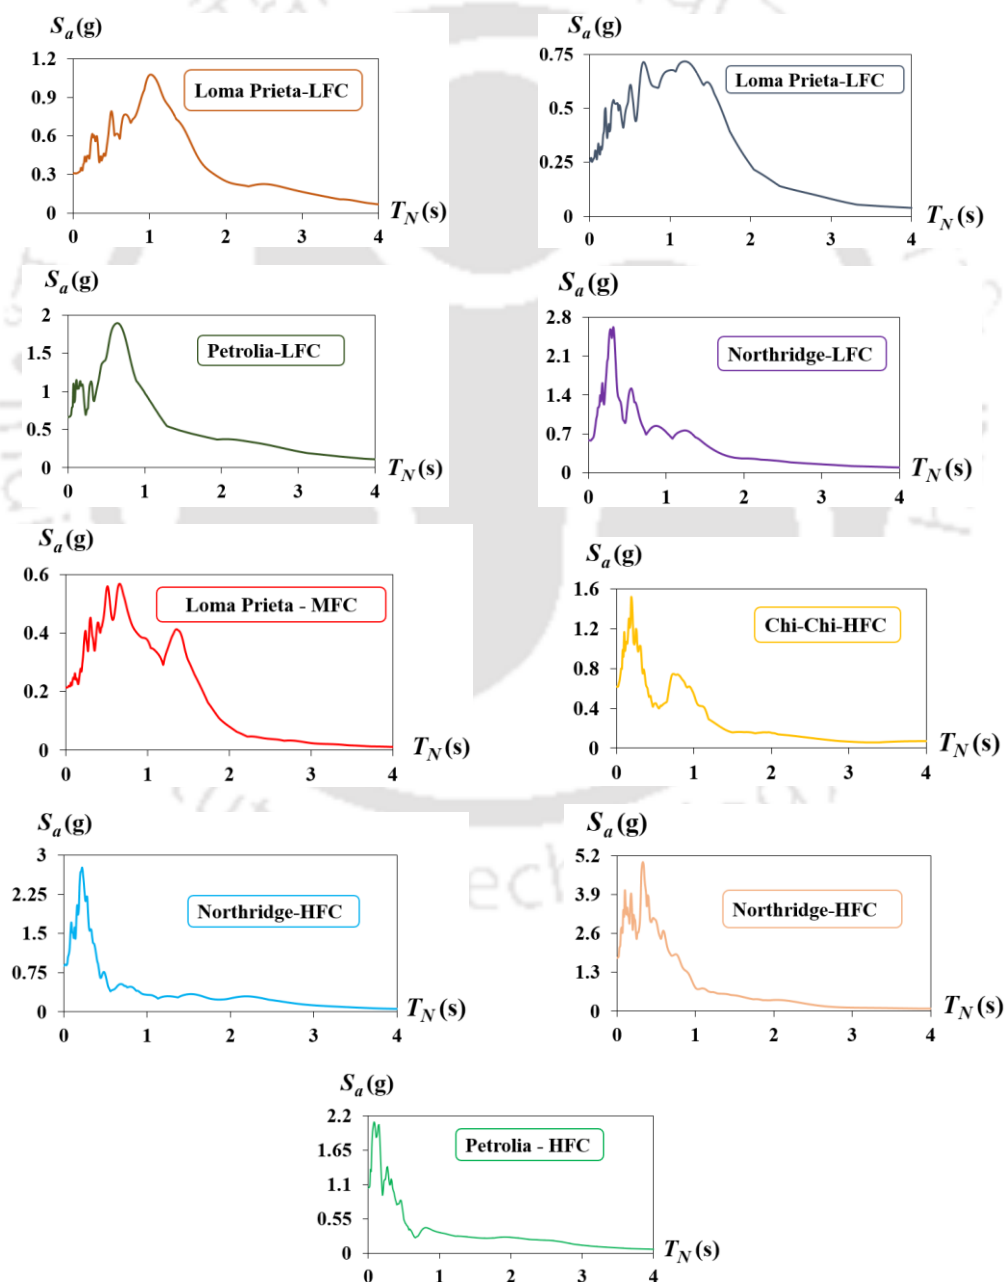 Sa (g)
1.2
0.9
0.6
0.3
0
Loma Prieta-LFC
0 1 2 3 4
TN (s)
Sa (g)
0.75
0.5
0.25
0
Loma Prieta-LFC
0 1 2 3 4
TN (s)
Sa (g)
2
1.5
1
0.5
0
Petrolia-LFC
0 1 2 3 4
TN (s)
Sa (g)
2.8
2.1
1.4
0.7
0
Northridge-LFC
0 1 2 3 4
TN (s)
Sa (g)
0.6
0.4
0.2
0
Loma Prieta - MFC
0 1 2 3 4
TN (s)
Sa (g)
1.6
1.2
0.8
0.4
0
Chi-Chi-HFC
0 1 2 3 4
TN (s)
Sa (g)
3
2.25
1.5
0.75
0
Northridge-HFC
0 1 2 3 4
TN (s)
Sa (g)
5.2
3.9
2.6
1.3
0
Northridge-HFC
0 1 2 3 4
TN (s)
Sa (g)
2.2
1.65
1.1
0.55
0
Petrolia - HFC
0 1 2 3 4
TN (s)